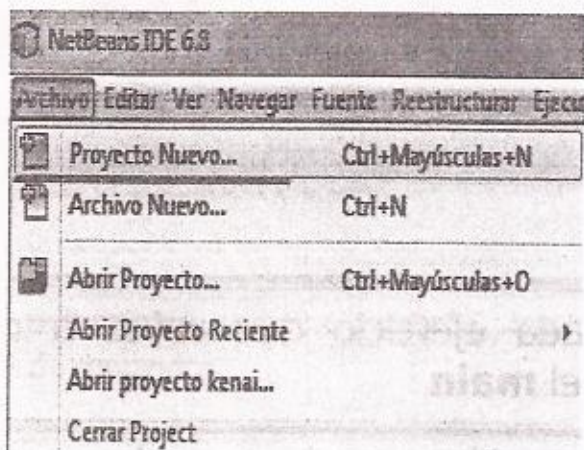 NetBeans IDE 6.8
Archivo Editar Ver Navegar Fuente Reestructurar Ejecu
Proyecto Nuevo... Ctrl+Mayúsculas+N
Archivo Nuevo... Ctrl+N
Abrir Proyecto... Ctrl+Mayúsculas+O
Abrir Proyecto Reciente
Abrir proyecto kenai...
Cerrar Project